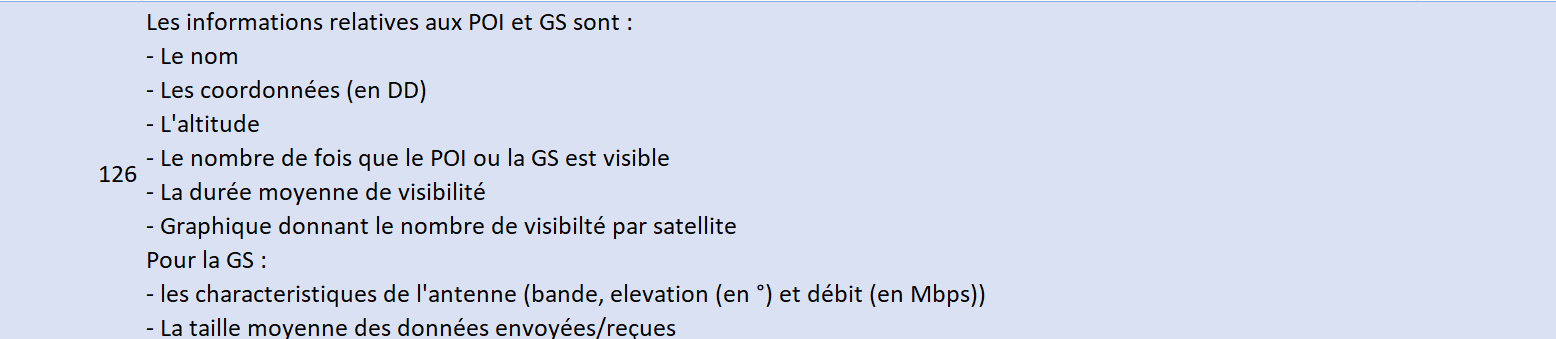 Les informations relatives aux POI et GS sont :
- Le nom
- Les coordonnées (en DD)
- L'altitude
- Le nombre de fois que le POI ou la GS est visible
126
- La durée moyenne de visibilité
- Graphique donnant le nombre de visibilté par satellite
Pour la GS :
- les characteristiques de l'antenne (bande, elevation (en °) et débit (en Mbps))
- La taille moyenne des données envoyées/reçues